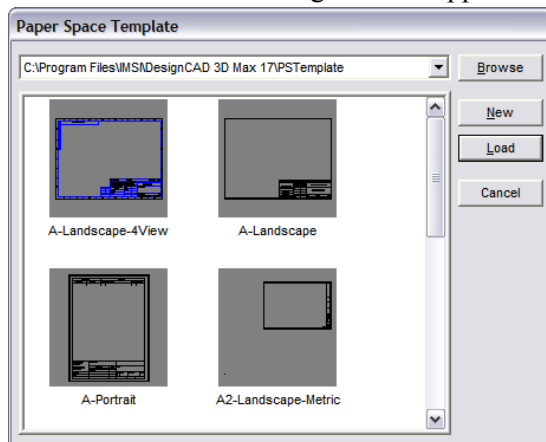 Paper Space Template
C:\Program Files\IMSI\DesignCAD 3D Max 17\PSTemplate
Browse
New
Load
Cancel
A-Landscape-4View
A-Landscape
A-Portrait
A2-Landscape-Metric